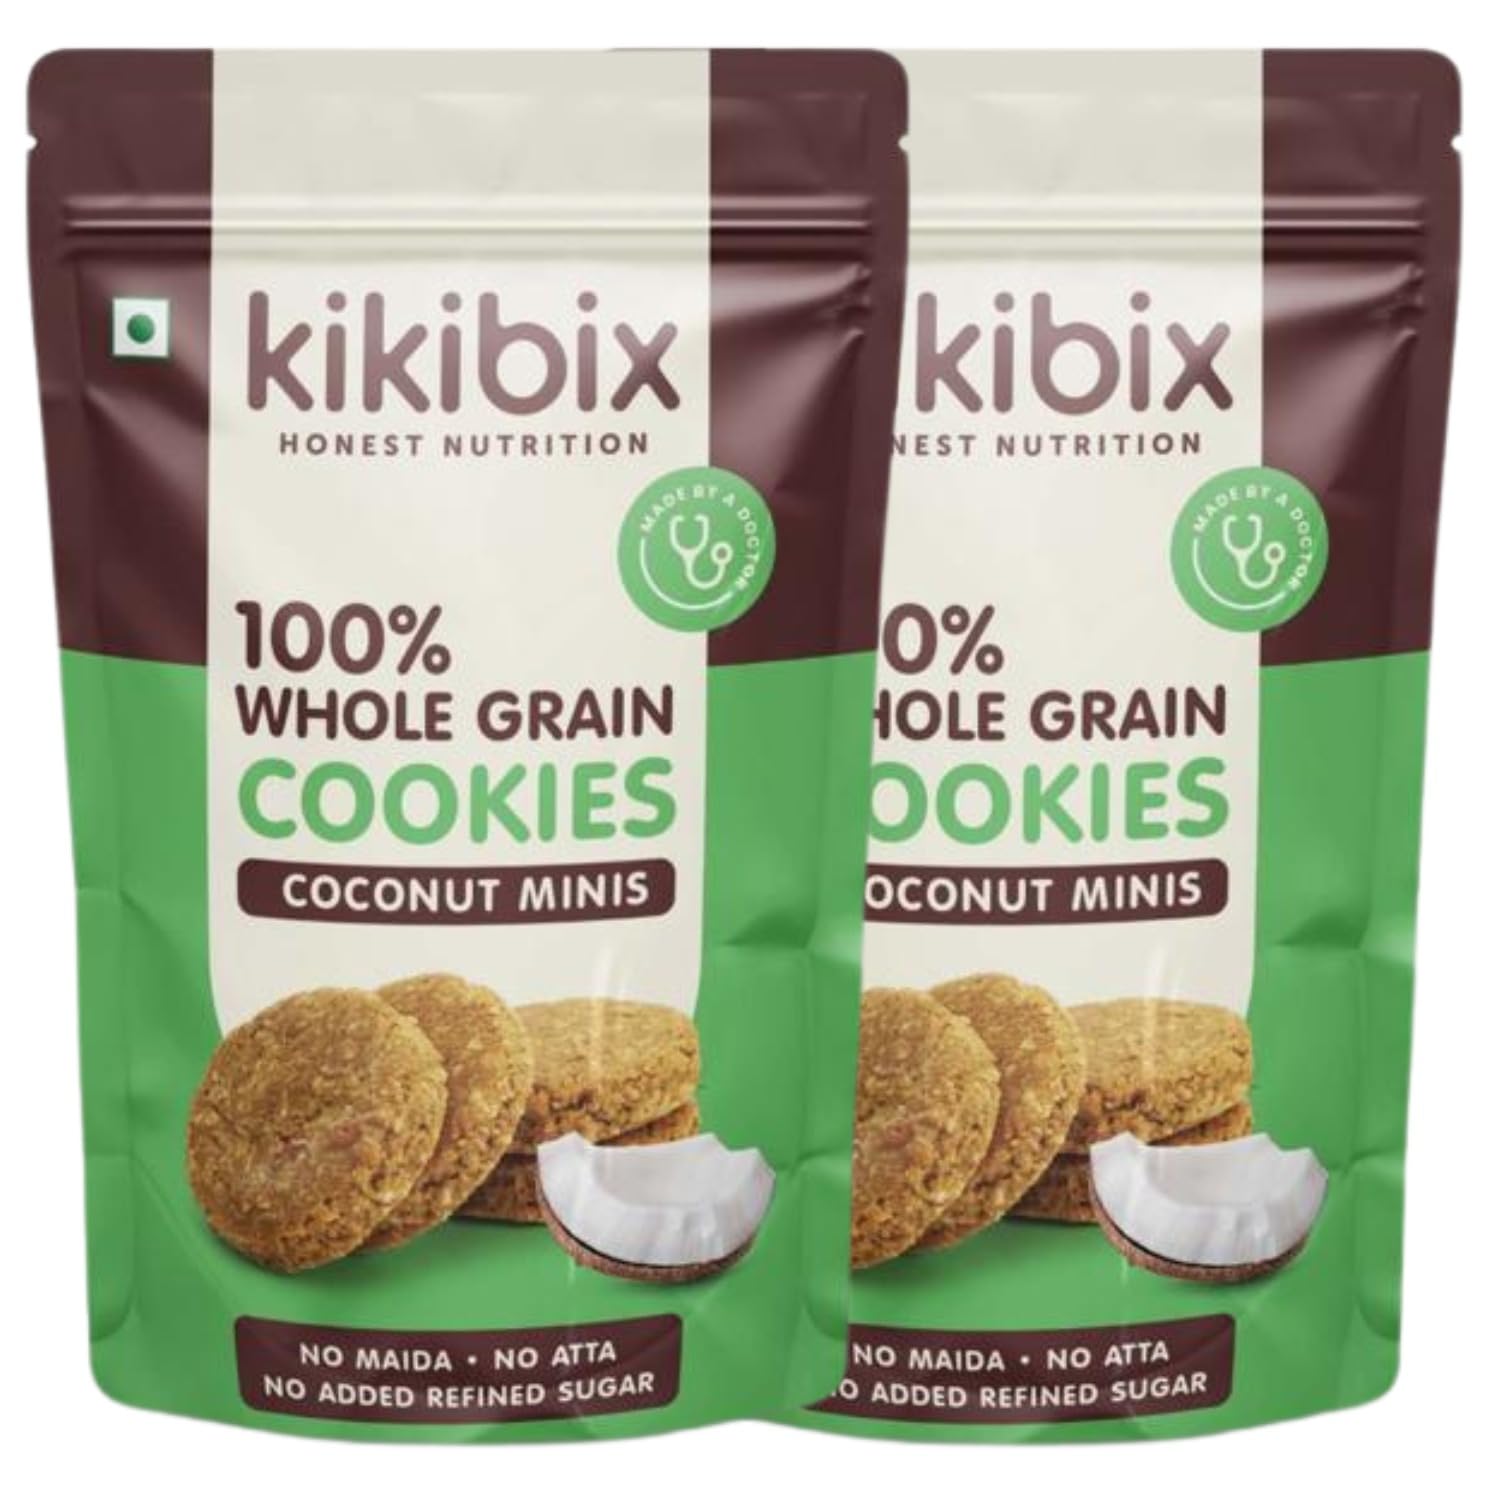 kikibix
HONEST NUTRITION
MADE BY A DOCTOR
100%
WHOLE GRAIN
COOKIES
COCONUT MINIS
NO MAIDA • NO ATTA
NO ADDED REFINED SUGAR
kibix
NEST NUTRITION
MADE BY A DOCTOR
0%
HOLE GRAIN
OOKIES
OCONUT MINIS
NO MAIDA • NO ATTA
O ADDED REFINED SUGAR